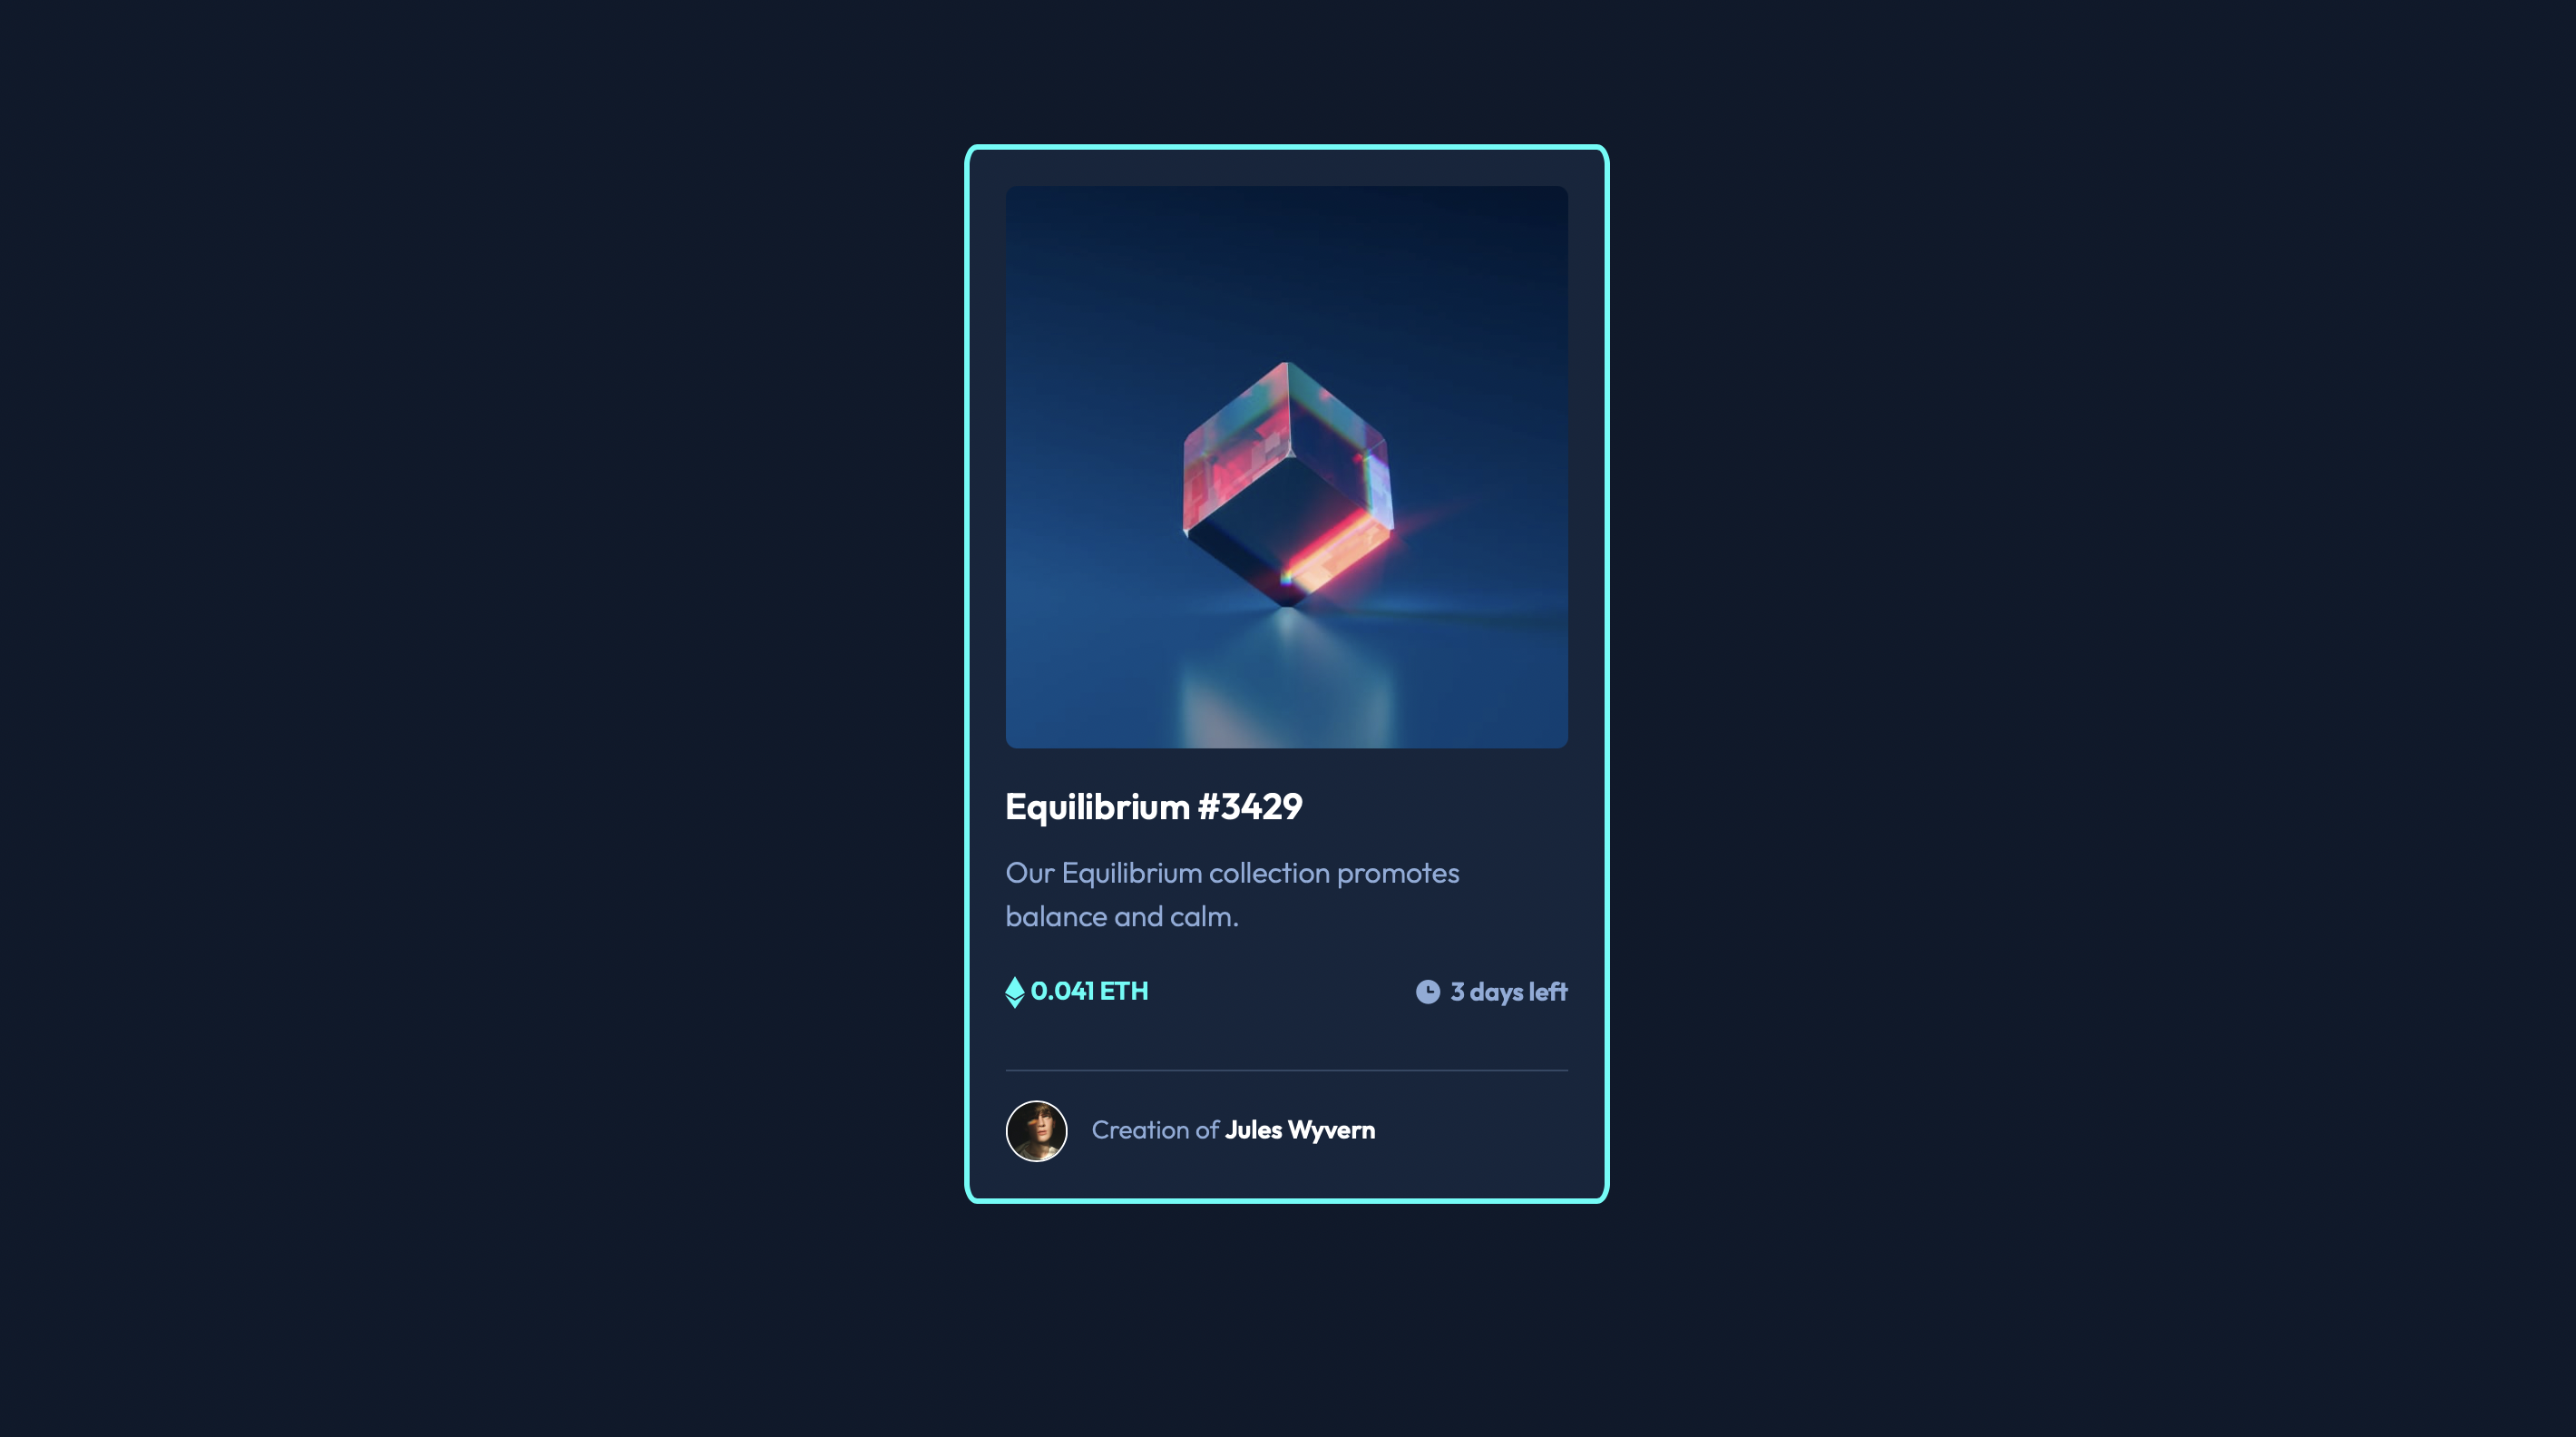 Equilibrium #3429
Our Equilibrium collection promotes
balance and calm.
0.041 ETH
3 days left
Creation of Jules Wyvern